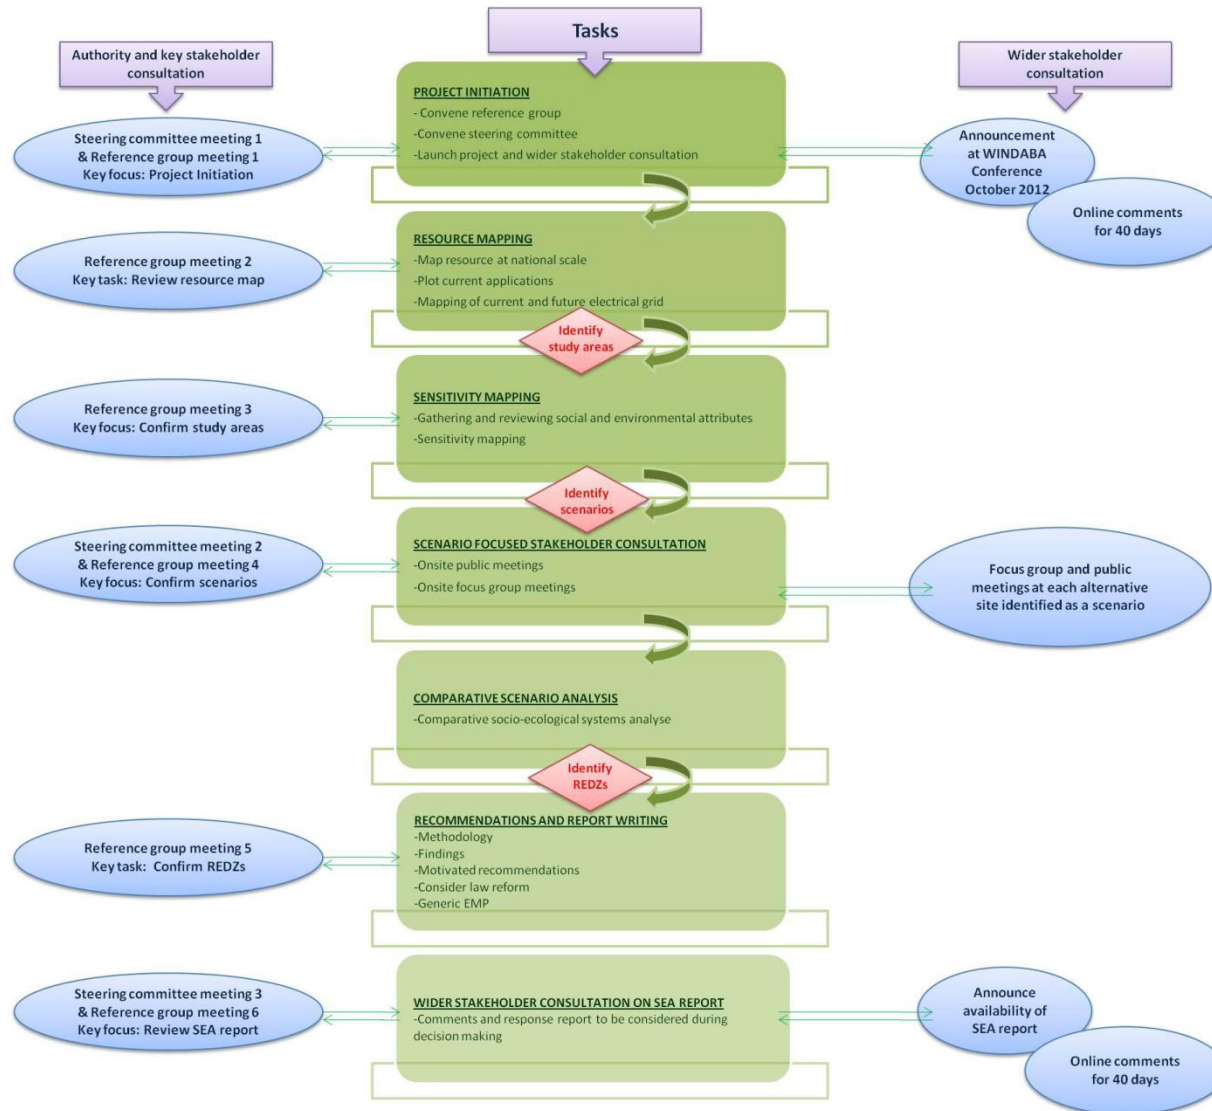 Tasks
Authority and key stakeholder
consultation
Wider stakeholder
consultation
PROJECT INITIATION
- Convene reference group
-Convene steering committee
-Launch project and wider stakeholder consultation
Steering committee meeting 1
& Reference group meeting 1
Key focus: Project Initiation
Announcement
at WINDABA
Conference
October 2012
Online comments
for 40 days
RESOURCE MAPPING
-Map resource at national scale
-Plot current applications
-Mapping of current and future electrical grid
Reference group meeting 2
Key task: Review resource map
Identify
study areas
SENSITIVITY MAPPING
-Gathering and reviewing social and environmental attributes
-Sensitivity mapping
Reference group meeting 3
Key focus: Confirm study areas
Identify
scenarios
SCENARIO FOCUSED STAKEHOLDER CONSULTATION
-Onsite public meetings
-Onsite focus group meetings
Steering committee meeting 2
& Reference group meeting 4
Key focus: Confirm scenarios
Focus group and public
meetings at each alternative
site identified as a scenario
COMPARATIVE SCENARIO ANALYSIS
-Comparative socio-ecological systems analyse
Identify
REDZs
RECOMMENDATIONS AND REPORT WRITING
-Methodology
-Findings
-Motivated recommendations
-Consider law reform
-Generic EMP
Reference group meeting 5
Key task: Confirm REDZs
WIDER STAKEHOLDER CONSULTATION ON SEA REPORT
-Comments and response report to be considered during
decision making
Steering committee meeting 3
& Reference group meeting 6
Key focus: Review SEA report
Announce
availability of
SEA report
Online comments
for 40 days